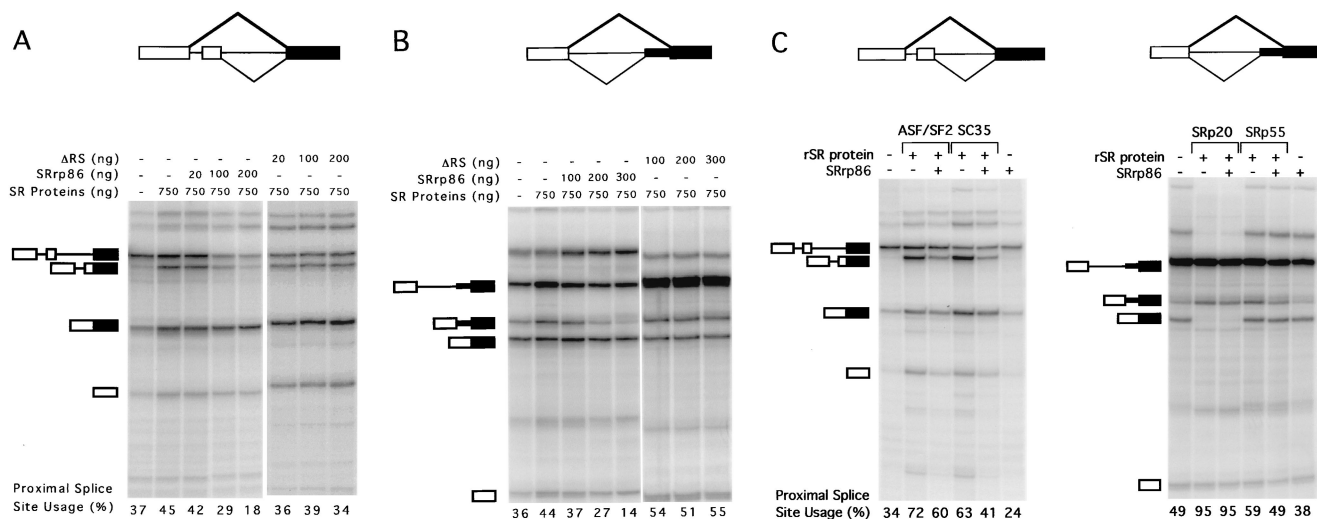 A
ΔRS (ng) - - - - - 20 100 200
SRrp86 (ng) - - 20 100 200 - - -
SR Proteins (ng) - 750 750 750 750 750 750 750
Proximal Splice
Site Usage (%) 37 45 42 29 18 36 39 34
B
ΔRS (ng) - - - - - 100 200 300
SRrp86 (ng) - - 100 200 300 - - -
SR Proteins (ng) - 750 750 750 750 750 750 750
36 44 37 27 14 54 51 55
C
ASF/SF2 SC35
rSR protein - + + + + -
SRrp86 - - + - + +
Proximal Splice
Site Usage (%) 34 72 60 63 41 24
SRp20 SRp55
rSR protein - + + + + -
SRrp86 - - + - + +
49 95 95 59 49 38